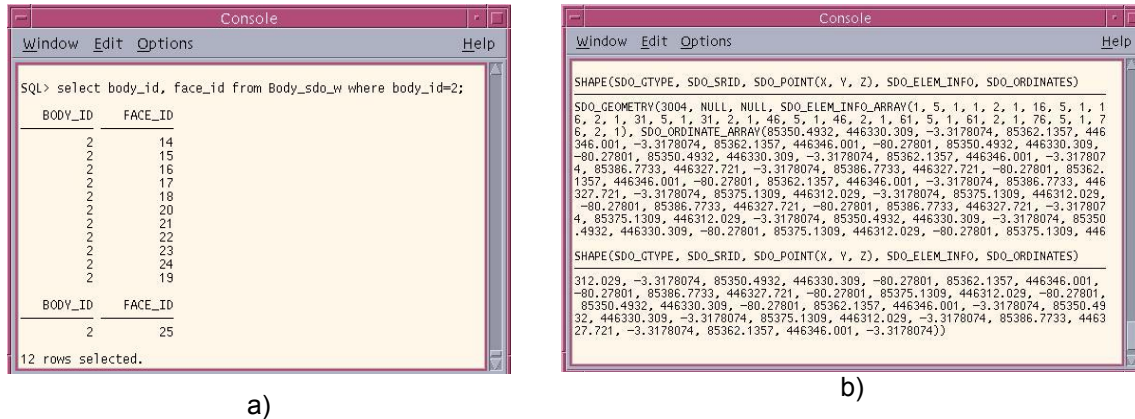 Console
Window Edit Options Help
SQL> select body_id, face_id from Body_sdo_w where body_id=2;
BODY_ID FACE_ID
2 14
2 15
2 16
2 17
2 18
2 20
2 21
2 22
2 23
2 24
2 19
BODY_ID FACE_ID
2 25
12 rows selected.
a)
Console
Window Edit Options Help
SHAPE(SDO_GTYPE, SDO_SRID, SDO_POINT(X, Y, Z), SDO_ELEM_INFO, SDO_ORDINATES)
SDO_GEOMETRY(3004, NULL, NULL, SDO_ELEM_INFO_ARRAY(1, 5, 1, 1, 2, 1, 16, 5, 1, 1
6, 2, 1, 31, 5, 1, 31, 2, 1, 46, 5, 1, 46, 2, 1, 61, 5, 1, 61, 2, 1, 76, 5, 1, 7
6, 2, 1), SDO_ORDINATE_ARRAY(85350.4932, 446330.309, -3.3178074, 85362.1357, 446
346.001, -3.3178074, 85362.1357, 446346.001, -80.27801, 85350.4932, 446330.309,
-80.27801, 85350.4932, 446330.309, -3.3178074, 85362.1357, 446346.001, -3.317807
4, 85386.7733, 446327.721, -3.3178074, 85386.7733, 446327.721, -80.27801, 85362.
1357, 446346.001, -80.27801, 85362.1357, 446346.001, -3.3178074, 85386.7733, 446
327.721, -3.3178074, 85375.1309, 446312.029, -3.3178074, 85375.1309, 446312.029,
-80.27801, 85386.7733, 446327.721, -80.27801, 85386.7733, 446327.721, -3.317807
4, 85375.1309, 446312.029, -3.3178074, 85350.4932, 446330.309, -3.3178074, 85350
.4932, 446330.309, -80.27801, 85375.1309, 446312.029, -80.27801, 85375.1309, 446
SHAPE(SDO_GTYPE, SDO_SRID, SDO_POINT(X, Y, Z), SDO_ELEM_INFO, SDO_ORDINATES)
312.029, -3.3178074, 85350.4932, 446330.309, -80.27801, 85362.1357, 446346.001,
-80.27801, 85386.7733, 446327.721, -80.27801, 85375.1309, 446312.029, -80.27801,
85350.4932, 446330.309, -80.27801, 85362.1357, 446346.001, -3.3178074, 85350.49
32, 446330.309, -3.3178074, 85375.1309, 446312.029, -3.3178074, 85386.7733, 4463
27.721, -3.3178074, 85362.1357, 446346.001, -3.3178074))
b)